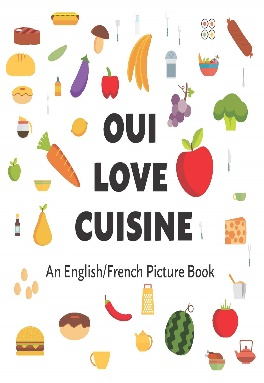 OUI
LOVE
CUISINE
An English/French Picture Book